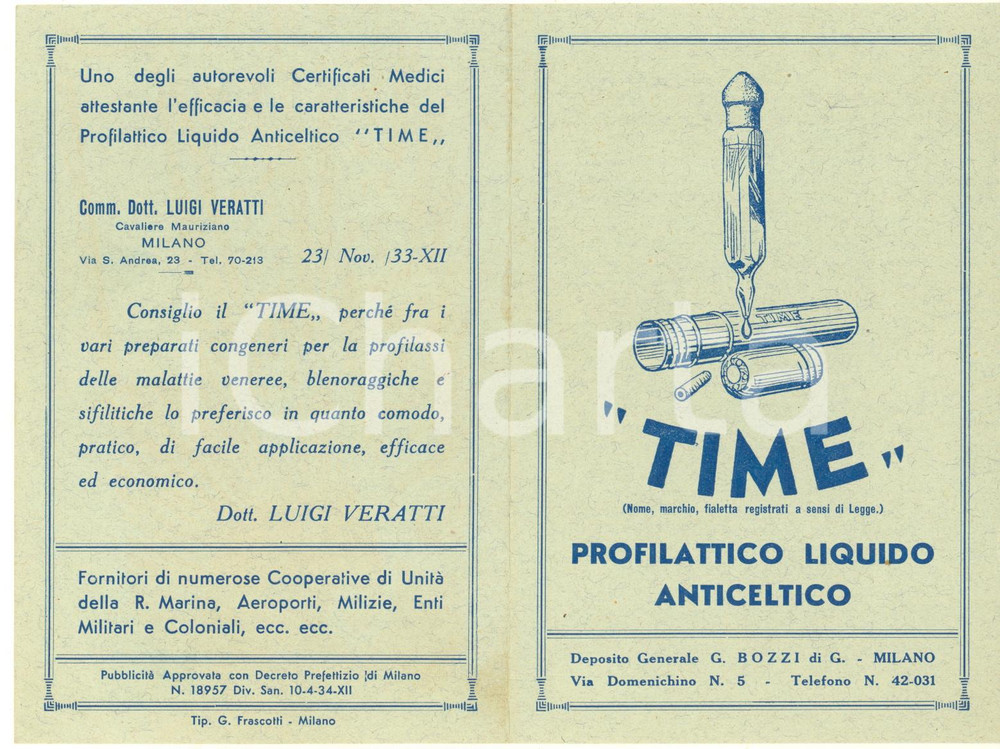 Uno degli autorevoli Certificati Medici
attestante l'efficacia e le caratteristiche del
Profilattico Liquido Anticeltico ‘‘TIME„
Comm. Dott. LUIGI VERATTI
Cavaliere Mauriziano
MILANO
Via S. Andrea, 23 - Tel. 70-213
23/ Nov. /33-XII
Consiglio il “TIME„ perché fra i
vari preparati congeneri per la profilassi
delle malattie veneree, blenoraggiche e
sifilitiche lo preferisco in quanto comodo,
pratico, di facile applicazione, efficace
ed economico.
Dott. LUIGI VERATTI
Fornitori di numerose Cooperative di Unità
della R. Marina, Aeroporti, Milizie, Enti
Militari e Coloniali, ecc. ecc.
Pubblicità Approvata con Decreto Prefettizio di Milano
N. 18957 Div. San. 10-4-34-XII
Tip. G. Frascotti - Milano
TIME
"TIME„
(Nome, marchio, fialetta registrati a sensi di Legge.)
PROFILATTICO LIQUIDO
ANTICELTICO
Deposito Generale G. BOZZI di G. - MILANO
Via Domenichino N. 5 - Telefono N. 42-031
iCharta